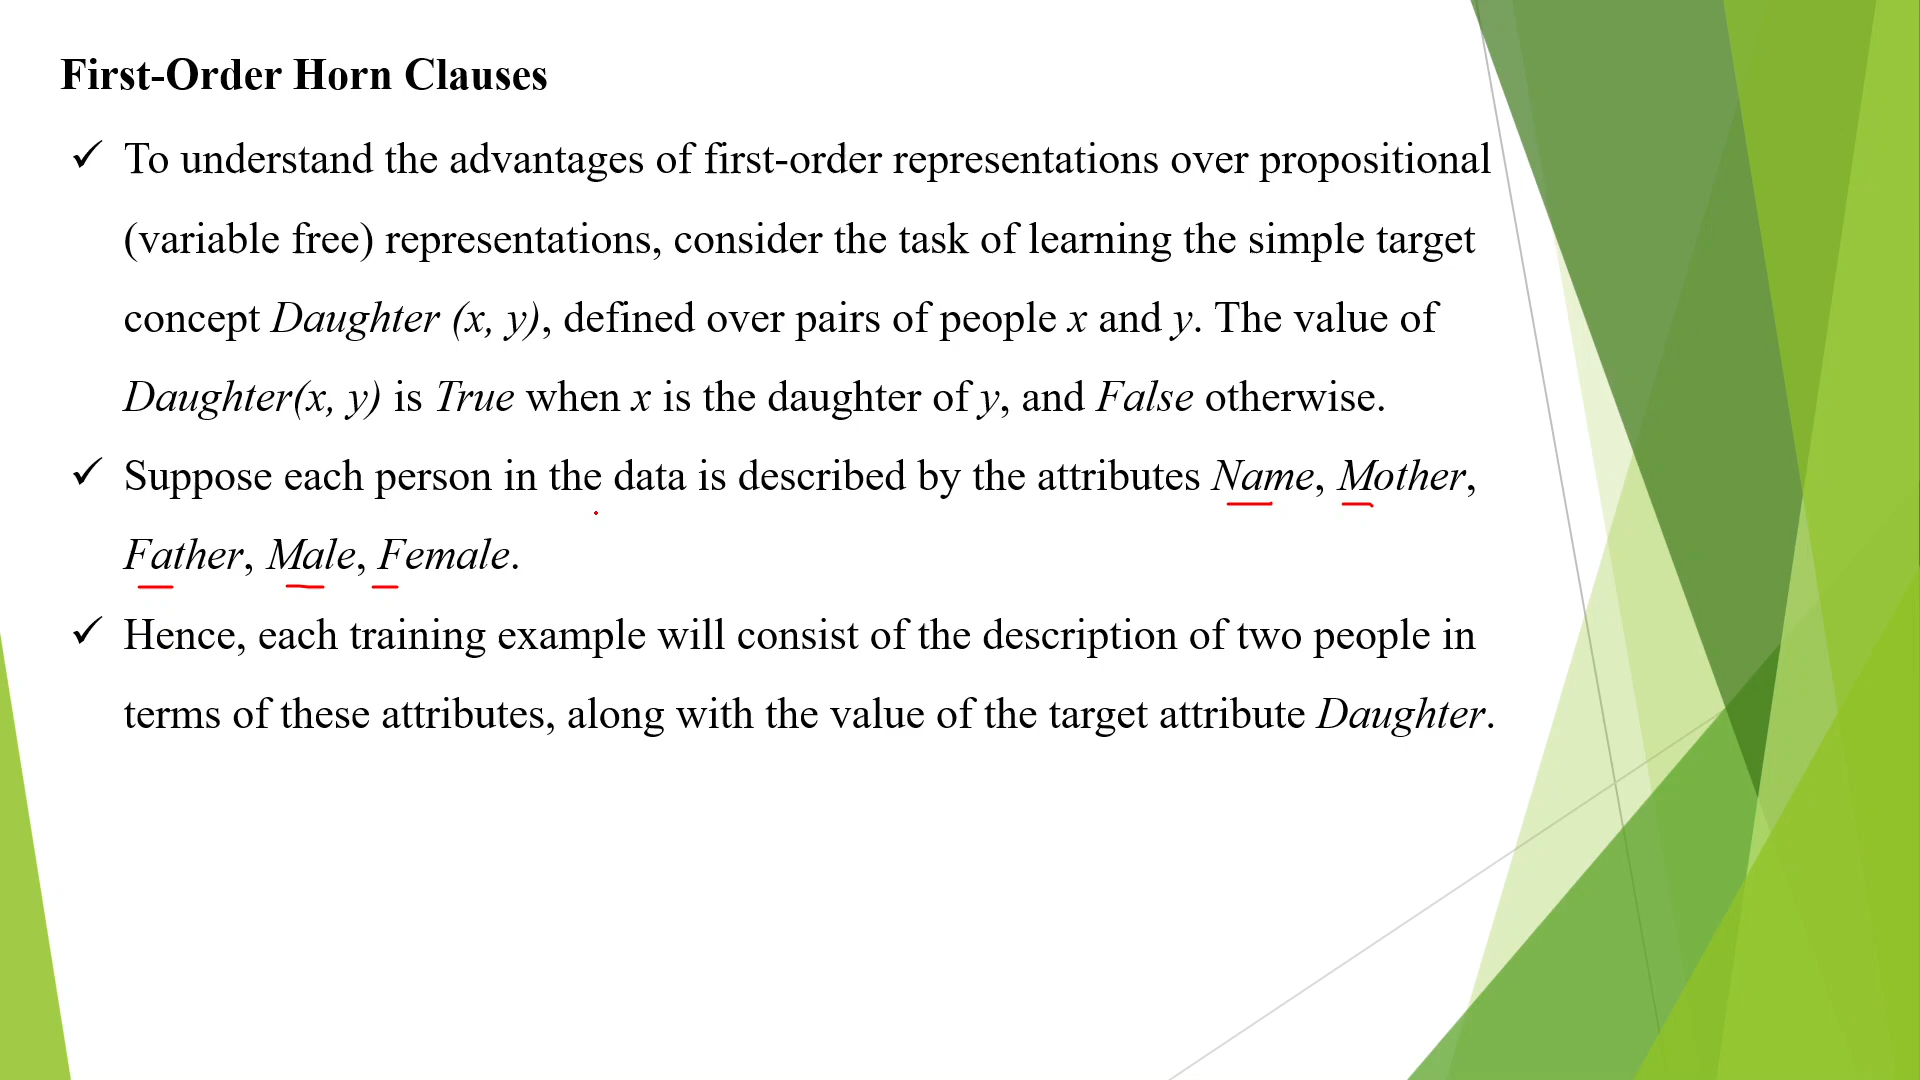 First-Order Horn Clauses
✓ To understand the advantages of first-order representations over propositional
(variable free) representations, consider the task of learning the simple target
concept Daughter (x, y), defined over pairs of people x and y. The value of
Daughter(x, y) is True when x is the daughter of y, and False otherwise.
✓ Suppose each person in the data is described by the attributes Name, Mother,
Father, Male, Female.
✓ Hence, each training example will consist of the description of two people in
terms of these attributes, along with the value of the target attribute Daughter.